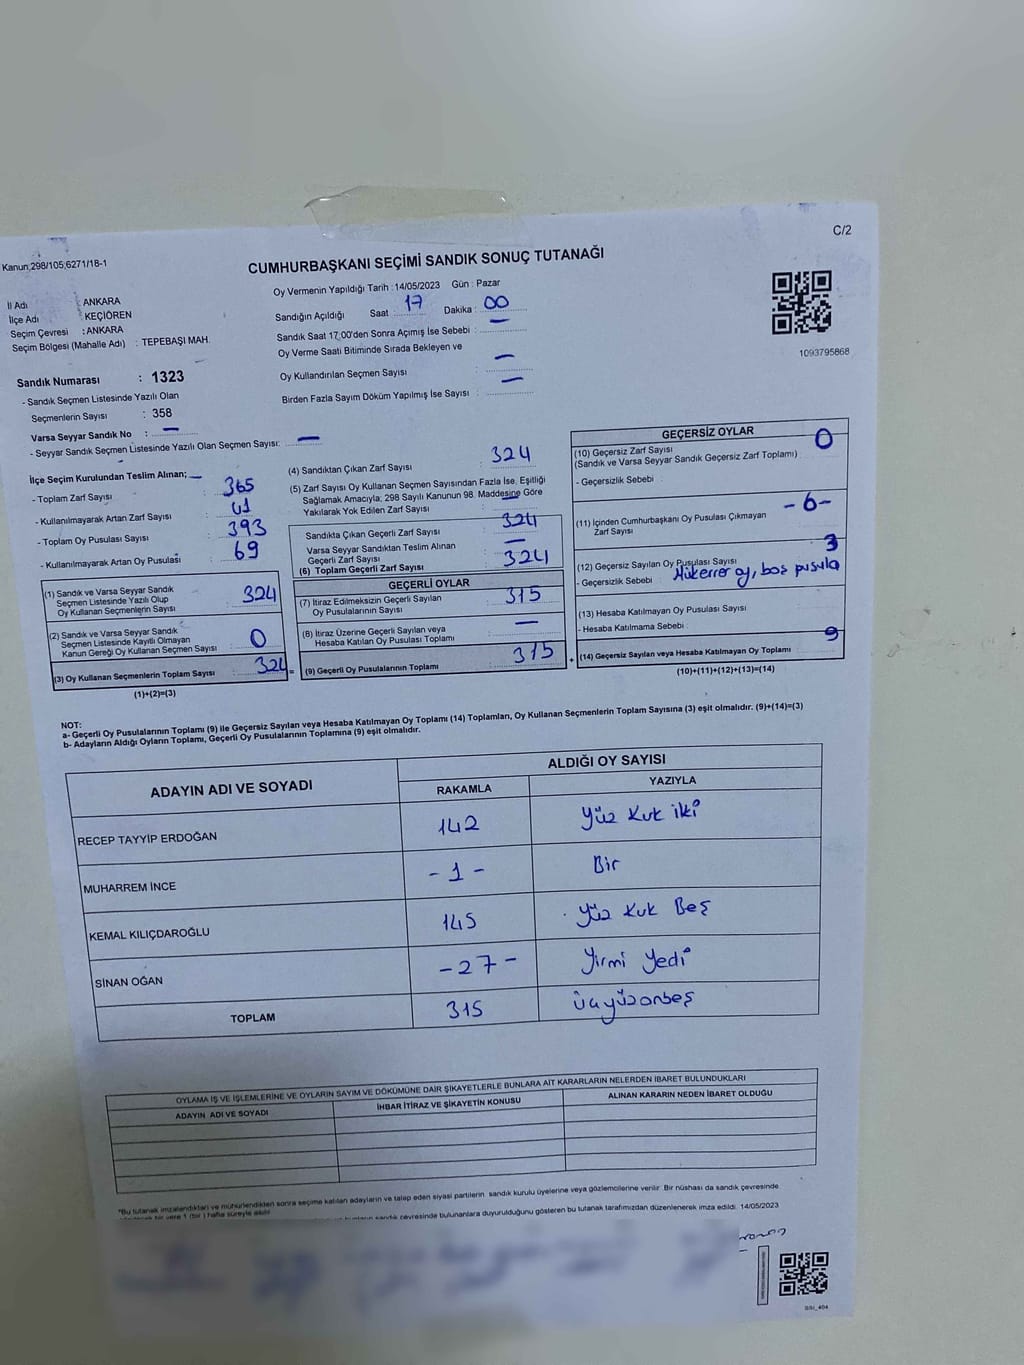 C/2
Kanun;298/105;6271/18-1
CUMHURBAŞKANI SEÇİMİ SANDIK SONUÇ TUTANAĞI
İl Adı : ANKARA
İlçe Adı : KEÇİÖREN
Seçim Çevresi : ANKARA
Seçim Bölgesi (Mahalle Adı) : TEPEBAŞI MAH.
Oy Vermenin Yapıldığı Tarih : 14/05/2023 Gün : Pazar
Sandığın Açıldığı Saat 17 Dakika : 00
Sandık Saat 17:00'den Sonra Açımış İse Sebebi : —
Oy Verme Saati Bitiminde Sırada Bekleyen ve
Oy Kullandırılan Seçmen Sayısı : —
Birden Fazla Sayım Döküm Yapılmış İse Sayısı : —
1093795868
Sandık Numarası : 1323
- Sandık Seçmen Listesinde Yazılı Olan
Seçmenlerin Sayısı : 358
Varsa Seyyar Sandık No : —
- Seyyar Sandık Seçmen Listesinde Yazılı Olan Seçmen Sayısı: —
İlçe Seçim Kurulundan Teslim Alınan; —
- Toplam Zarf Sayısı : 365
- Kullanılmayarak Artan Zarf Sayısı : 41
- Toplam Oy Pusulası Sayısı : 393
- Kullanılmayarak Artan Oy Pusulası : 69
(1) Sandık ve Varsa Seyyar Sandık
Seçmen Listesinde Yazılı Olup
Oy Kullanan Seçmenlerin Sayısı : 324
(2) Sandık ve Varsa Seyyar Sandık
Seçmen Listesinde Kayıtlı Olmayan
Kanun Gereği Oy Kullanan Seçmen Sayısı : 0
(3) Oy Kullanan Seçmenlerin Toplam Sayısı : 324 =
(1)+(2)=(3)
(4) Sandıktan Çıkan Zarf Sayısı : 324
(5) Zarf Sayısı Oy Kullanan Seçmen Sayısından Fazla İse, Eşitliği
Sağlamak Amacıyla; 298 Sayılı Kanunun 98. Maddesine Göre
Yakılarak Yok Edilen Zarf Sayısı : —
Sandıkta Çıkan Geçerli Zarf Sayısı : 324
Varsa Seyyar Sandıktan Teslim Alınan
Geçerli Zarf Sayısı : —
(6) Toplam Geçerli Zarf Sayısı : 324
GEÇERLİ OYLAR
(7) İtiraz Edilmeksizin Geçerli Sayılan
Oy Pusulalarının Sayısı : 315
(8) İtiraz Üzerine Geçerli Sayılan veya
Hesaba Katılan Oy Pusulası Toplamı : —
(9) Geçerli Oy Pusulalarının Toplamı : 315 +
GEÇERSİZ OYLAR
(10) Geçersiz Zarf Sayısı
(Sandık ve Varsa Seyyar Sandık Geçersiz Zarf Toplamı) : 0
- Geçersizlik Sebebi :
(11) İçinden Cumhurbaşkanı Oy Pusulası Çıkmayan
Zarf Sayısı : -6-
(12) Geçersiz Sayılan Oy Pusulası Sayısı : 3
- Geçersizlik Sebebi : Mükerrer oy, boş pusula
(13) Hesaba Katılmayan Oy Pusulası Sayısı
- Hesaba Katılmama Sebebi :
(14) Geçersiz Sayılan veya Hesaba Katılmayan Oy Toplamı : 9
(10)+(11)+(12)+(13)=(14)
NOT:
a- Geçerli Oy Pusulalarının Toplamı (9) ile Geçersiz Sayılan veya Hesaba Katılmayan Oy Toplamı (14) Toplamları, Oy Kullanan Seçmenlerin Toplam Sayısına (3) eşit olmalıdır. (9)+(14)=(3)
b- Adayların Aldığı Oyların Toplamı, Geçerli Oy Pusulalarının Toplamına (9) eşit olmalıdır.
ADAYIN ADI VE SOYADI
ALDIĞI OY SAYISI
RAKAMLA YAZIYLA
RECEP TAYYİP ERDOĞAN 142 Yüz Kırk iki
MUHARREM İNCE -1- Bir
KEMAL KILIÇDAROĞLU 145 Yüz Kırk Beş
SİNAN OĞAN -27- Yirmi Yedi
TOPLAM 315 üçyüzonbeş
OYLAMA İŞ VE İŞLEMLERİNE VE OYLARIN SAYIM VE DÖKÜMÜNE DAİR ŞİKAYETLERLE BUNLARA AİT KARARLARIN NELERDEN İBARET BULUNDUKLARI
ADAYIN ADI VE SOYADI İHBAR İTİRAZ VE ŞİKAYETİN KONUSU ALINAN KARARIN NEDEN İBARET OLDUĞU
*Bu tutanak imzalandıktan ve mühürlendikten sonra seçime katılan adayların ve talep eden siyasi partilerin sandık kurulu üyelerine veya gözlemcilerine verilir. Bir nüshası da sandık çevresinde
bir yere 1 (bir) hafta süreyle asılır.
sandık çevresinde bulunanlara duyurulduğunu gösteren bu tutanak tarafımızdan düzenlenerek imza edildi. 14/05/2023
SSI_404